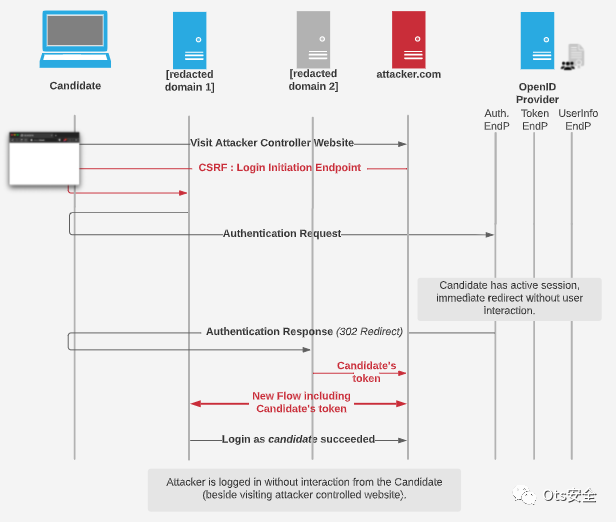 Candidate
[redacted
domain 1]
[redacted
domain 2]
attacker.com
OpenID
Provider
Auth.
EndP
Token
EndP
UserInfo
EndP
Visit Attacker Controller Website
CSRF : Login Initiation Endpoint
Authentication Request
Candidate has active session,
immediate redirect without user
interaction.
Authentication Response (302 Redirect)
Candidate's
token
New Flow including
Candidate's token
Login as candidate succeeded
Attacker is logged in without interaction from the Candidate
(beside visiting attacker controlled website).
Ots安全